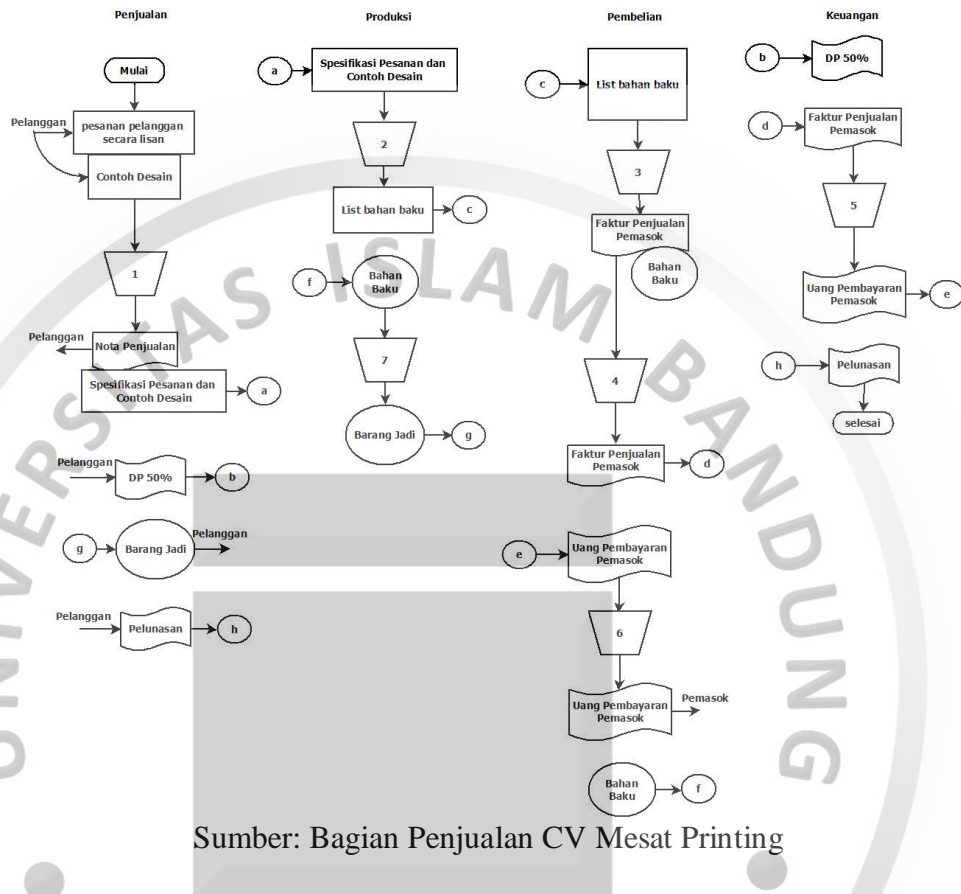 Penjualan
Mulai
Pelanggan
pesanan pelanggan
secara lisan
Contoh Desain
1
Pelanggan
Nota Penjualan
Spesifikasi Pesanan dan
Contoh Desain
a
Pelanggan
DP 50%
b
g
Barang Jadi
Pelanggan
Pelanggan
Pelunasan
h
Produksi
a
Spesifikasi Pesanan dan
Contoh Desain
2
List bahan baku
c
f
Bahan
Baku
7
Barang Jadi
g
Pembelian
c
List bahan baku
3
Faktur Penjualan
Pemasok
Bahan
Baku
4
Faktur Penjualan
Pemasok
d
e
Uang Pembayaran
Pemasok
6
Uang Pembayaran
Pemasok
Pemasok
Bahan
Baku
f
Keuangan
b
DP 50%
d
Faktur Penjualan
Pemasok
5
Uang Pembayaran
Pemasok
e
h
Pelunasan
selesai
Sumber: Bagian Penjualan CV Mesat Printing
UNIVERSITAS ISLAM BANDUNG